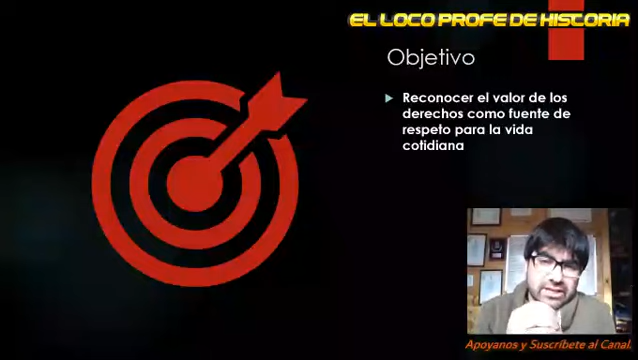 EL LOCO PROFE DE HISTORIA
Objetivo
Reconocer el valor de los
derechos como fuente de
respeto para la vida
cotidiana
Apoyanos y Suscríbete al Canal.